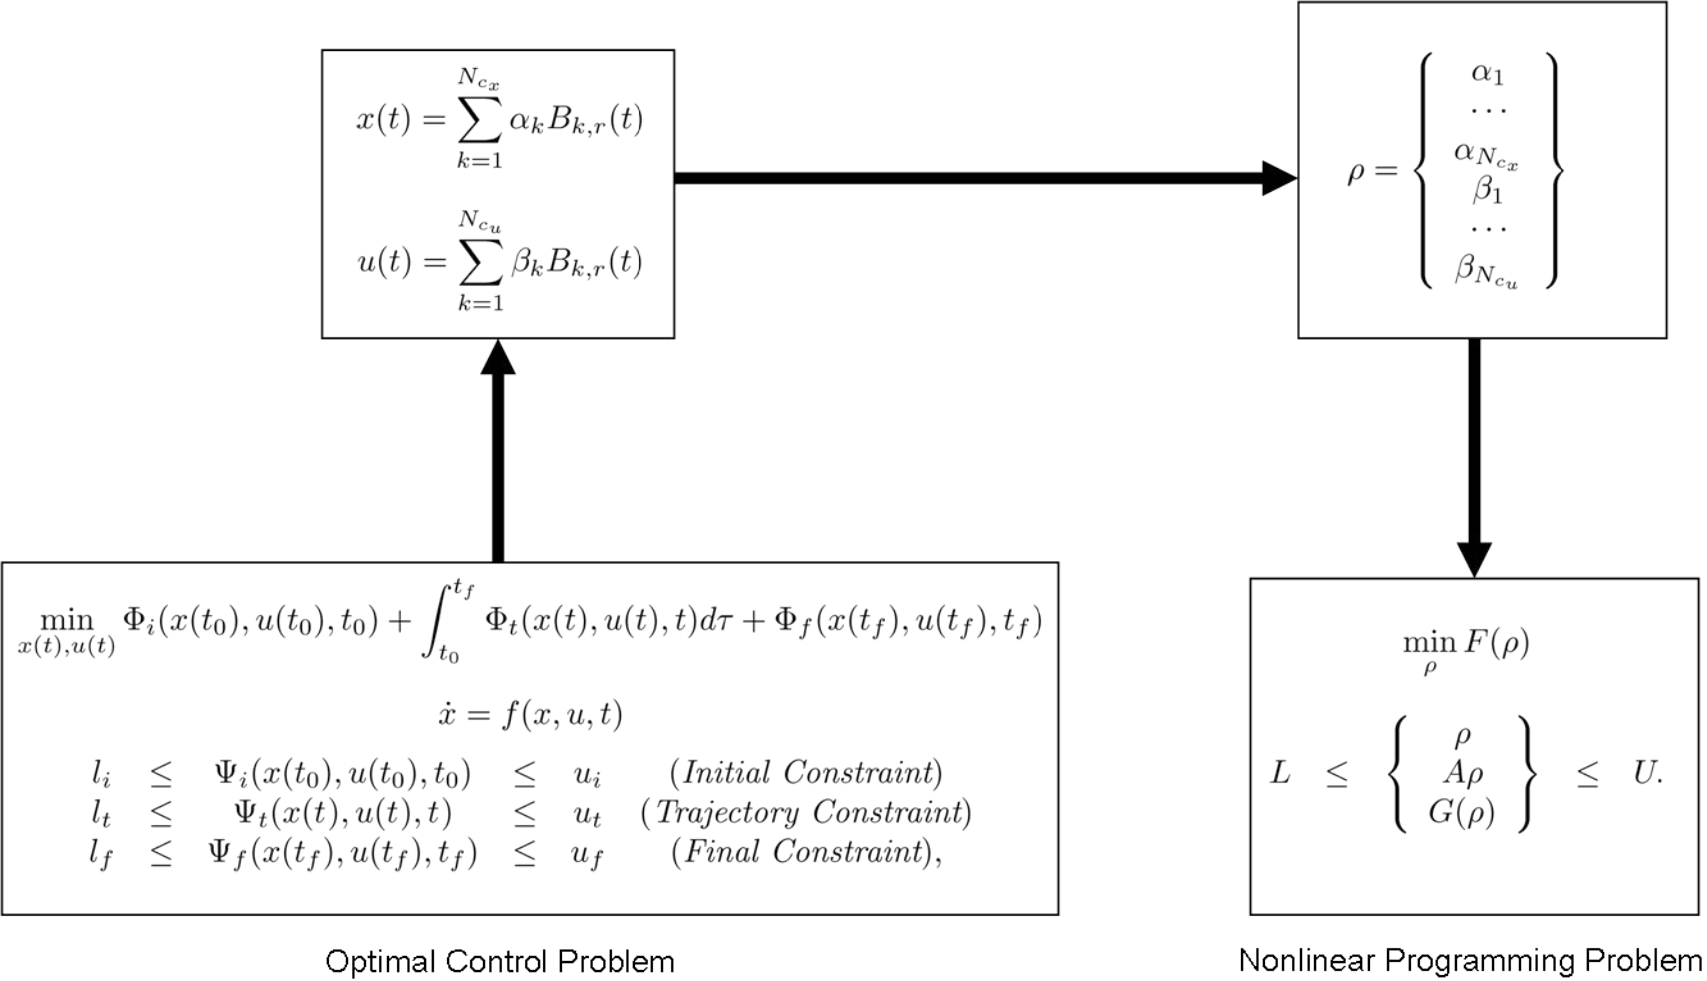 x(t) = \sum_{k=1}^{N_{c_x}} α_k B_{k,r}(t)
u(t) = \sum_{k=1}^{N_{c_u}} β_k B_{k,r}(t)
ρ = { α_1
⋯
α_{N_{c_x}}
β_1
⋯
β_{N_{c_u}} }
\min_{x(t),u(t)} Φ_i(x(t_0), u(t_0), t_0) + \int_{t_0}^{t_f} Φ_t(x(t), u(t), t)dτ + Φ_f(x(t_f), u(t_f), t_f)
ẋ = f(x, u, t)
l_i ≤ Ψ_i(x(t_0), u(t_0), t_0) ≤ u_i (Initial Constraint)
l_t ≤ Ψ_t(x(t), u(t), t) ≤ u_t (Trajectory Constraint)
l_f ≤ Ψ_f(x(t_f), u(t_f), t_f) ≤ u_f (Final Constraint),
Optimal Control Problem
\min_ρ F(ρ)
L ≤ { ρ
Aρ
G(ρ) } ≤ U.
Nonlinear Programming Problem